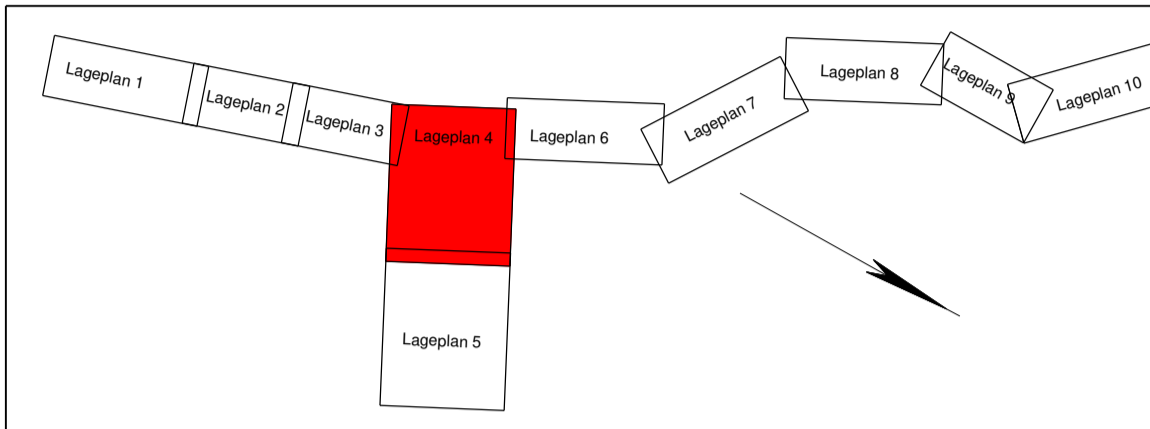 Lageplan 1
Lageplan 2
Lageplan 3
Lageplan 4
Lageplan 5
Lageplan 6
Lageplan 7
Lageplan 8
Lageplan 9
Lageplan 10